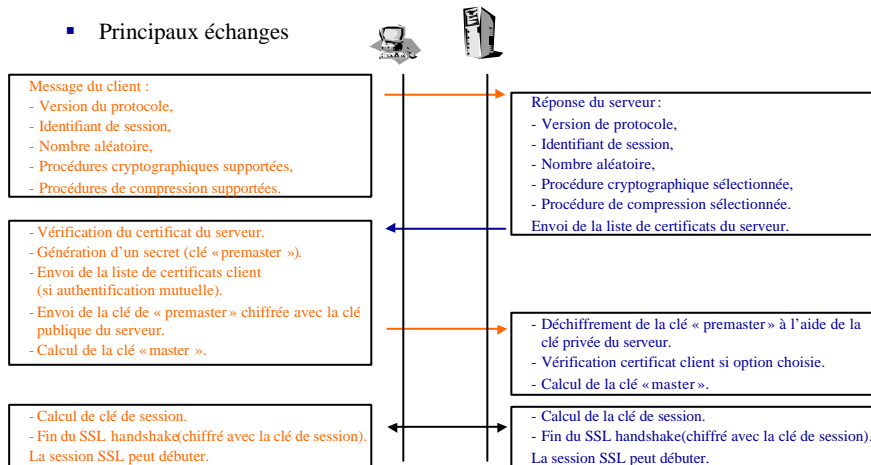 Principaux échanges
Message du client :
- Version du protocole,
- Identifiant de session,
- Nombre aléatoire,
- Procédures cryptographiques supportées,
- Procédures de compression supportées.
Réponse du serveur :
- Version de protocole,
- Identifiant de session,
- Nombre aléatoire,
- Procédure cryptographique sélectionnée,
- Procédure de compression sélectionnée.
Envoi de la liste de certificats du serveur.
- Vérification du certificat du serveur.
- Génération d'un secret (clé « premaster »).
- Envoi de la liste de certificats client
(si authentification mutuelle).
- Envoi de la clé de « premaster » chiffrée avec la clé
publique du serveur.
- Calcul de la clé « master ».
- Déchiffrement de la clé « premaster » à l'aide de la
clé privée du serveur.
- Vérification certificat client si option choisie.
- Calcul de la clé « master ».
- Calcul de clé de session.
- Fin du SSL handshake(chiffré avec la clé de session).
La session SSL peut débuter.
- Calcul de la clé de session.
- Fin du SSL handshake(chiffré avec la clé de session).
La session SSL peut débuter.